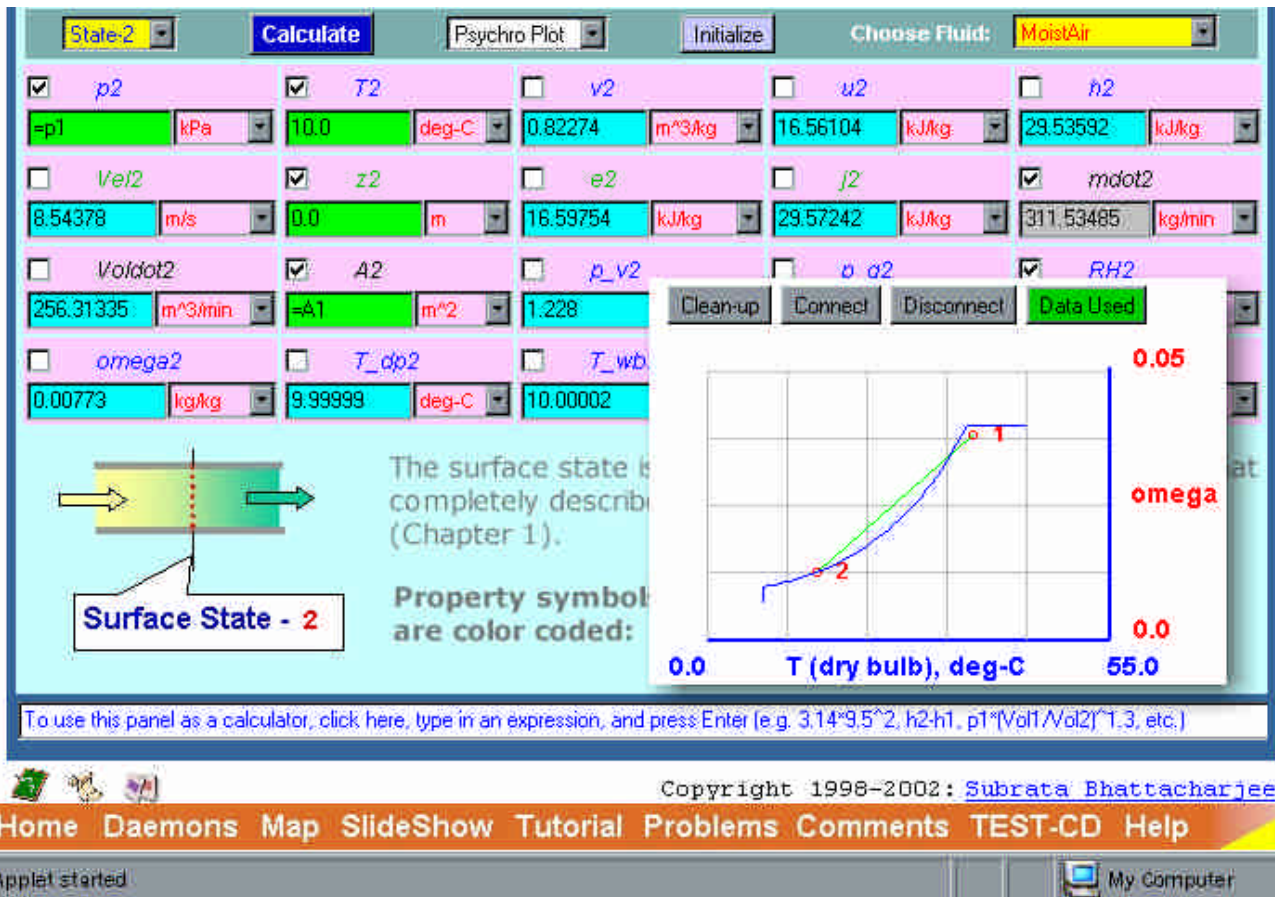 State-2 Calculate Psychro Plot Initialize Choose Fluid: MoistAir
p2 T2 v2 u2 h2
=p1 kPa 10.0 deg-C 0.82274 m^3/kg 16.56104 kJ/kg 29.53592 kJ/kg
Vel2 z2 e2 j2 mdot2
8.54378 m/s 0.0 m 16.59754 kJ/kg 29.57242 kJ/kg 311.53485 kg/min
Voldot2 A2 p_v2 p_g2 RH2
256.31335 m^3/min =A1 m^2 1.228
Clean-up Connect Disconnect Data Used
omega2 T_dp2 T_wb
0.00773 kg/kg 9.99999 deg-C 10.00002
0.05
1
omega
2
0.0
0.0 T (dry bulb), deg-C 55.0
The surface state is at
completely describ
(Chapter 1).
Property symbol
are color coded:
Surface State - 2
To use this panel as a calculator, click here, type in an expression, and press Enter (e.g. 3.14*9.5^2, h2-h1, p1*(Vol1/Vol2)^1.3, etc.)
Copyright 1998-2002: Subrata Bhattacharjee
Home Daemons Map SlideShow Tutorial Problems Comments TEST-CD Help
Applet started My Computer